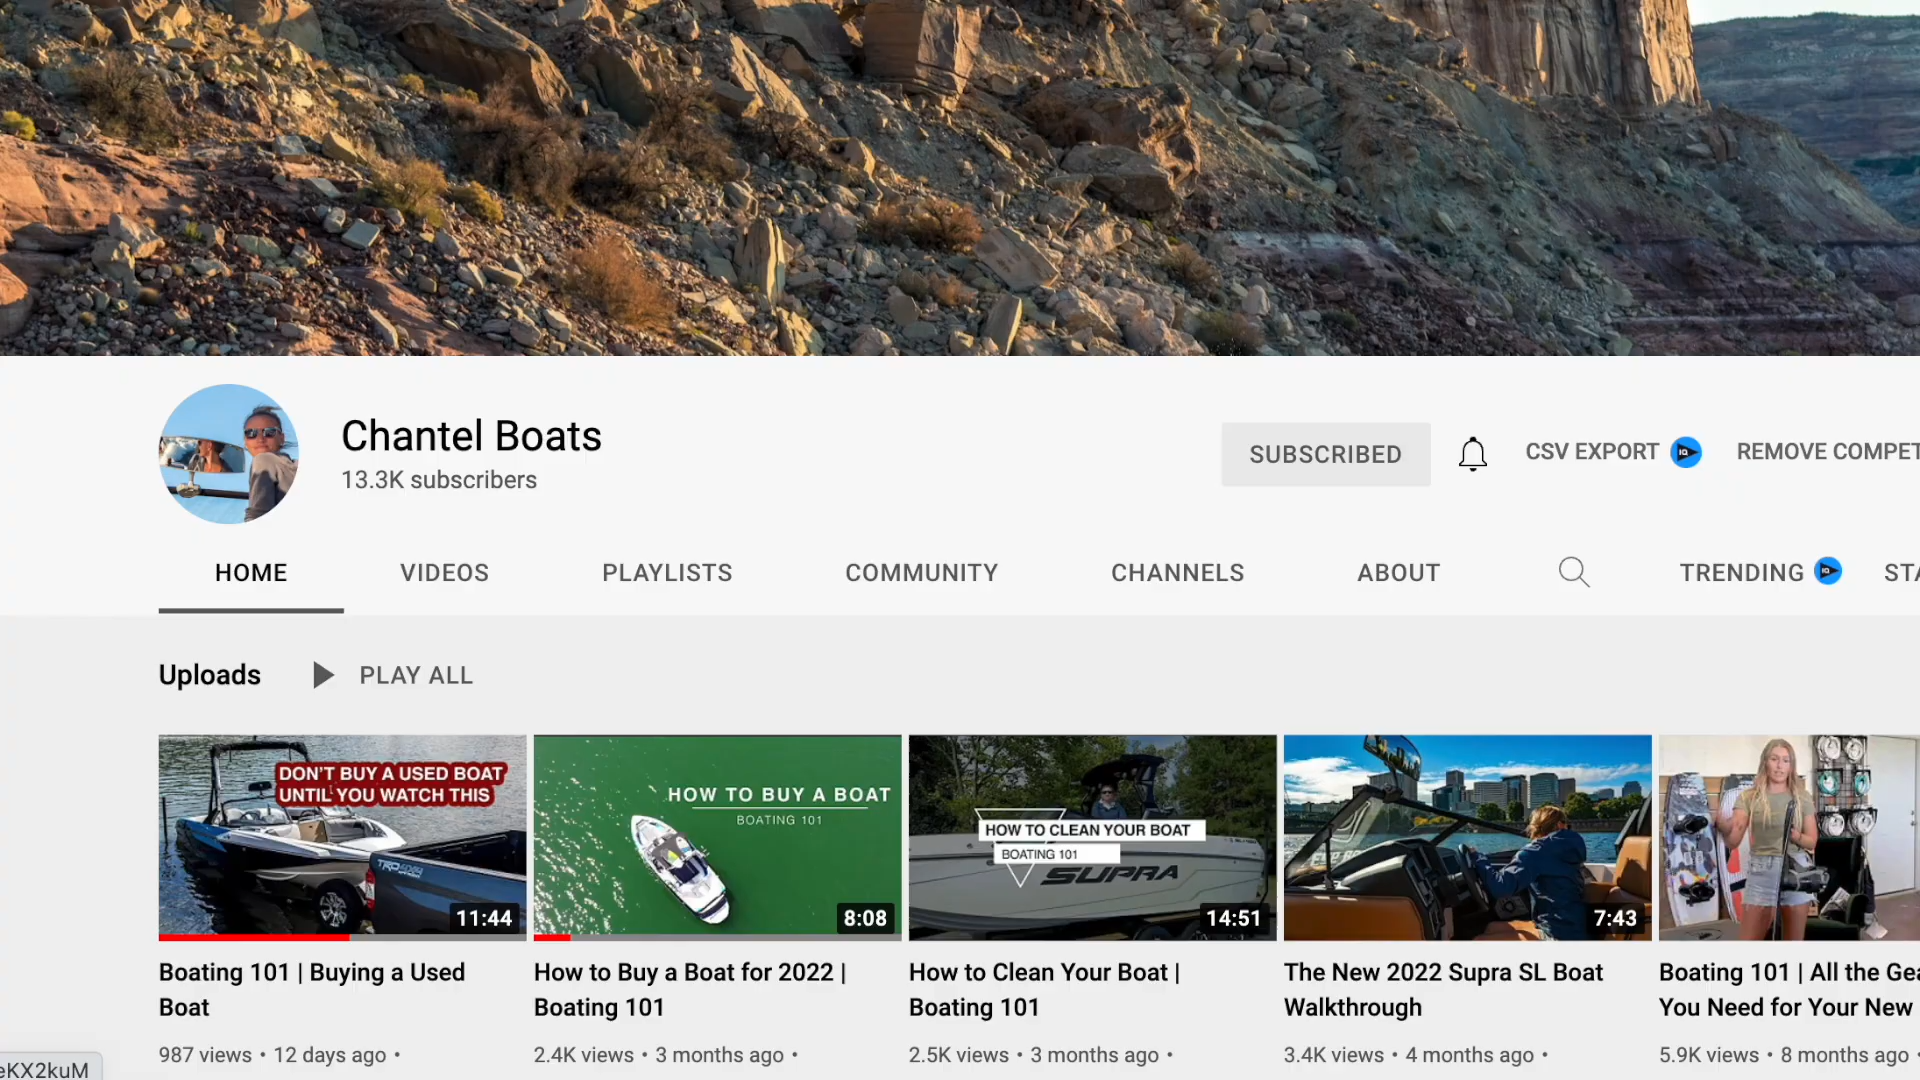 Chantel Boats
13.3K subscribers
SUBSCRIBED
CSV EXPORT
REMOVE COMPET
HOME
VIDEOS
PLAYLISTS
COMMUNITY
CHANNELS
ABOUT
TRENDING
STA
Uploads
PLAY ALL
DON'T BUY A USED BOAT
UNTIL YOU WATCH THIS
11:44
HOW TO BUY A BOAT
BOATING 101
8:08
HOW TO CLEAN YOUR BOAT
BOATING 101
SUPRA
14:51
7:43
Boating 101 | Buying a Used
Boat
987 views • 12 days ago •
How to Buy a Boat for 2022 |
Boating 101
2.4K views • 3 months ago •
How to Clean Your Boat |
Boating 101
2.5K views • 3 months ago •
The New 2022 Supra SL Boat
Walkthrough
3.4K views • 4 months ago •
Boating 101 | All the Gea
You Need for Your New
5.9K views • 8 months ago •
eKX2kuM